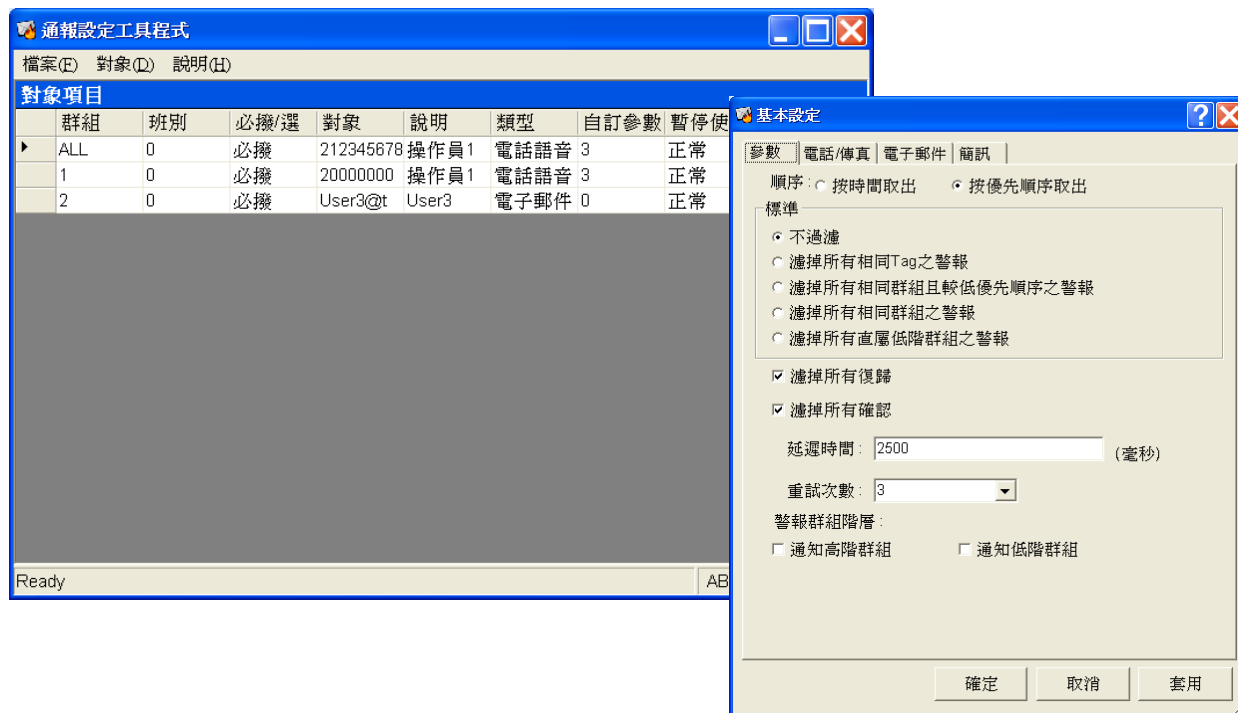 通報設定工具程式
檔案(F) 對象(D) 說明(H)
對象項目
群組 班別 必撥/選 對象 說明 類型 自訂參數 暫停使
ALL 0 必撥 212345678 操作員1 電話語音 3 正常
1 0 必撥 20000000 操作員1 電話語音 3 正常
2 0 必撥 User3@t User3 電子郵件 0 正常
Ready AB
基本設定
參數 電話/傳真 電子郵件 簡訊
順序: 按時間取出 按優先順序取出
標準
不過濾
濾掉所有相同Tag之警報
濾掉所有相同群組且較低優先順序之警報
濾掉所有相同群組之警報
濾掉所有直屬低階群組之警報
濾掉所有復歸
濾掉所有確認
延遲時間: 2500 (毫秒)
重試次數: 3
警報群組階層:
通知高階群組 通知低階群組
確定 取消 套用